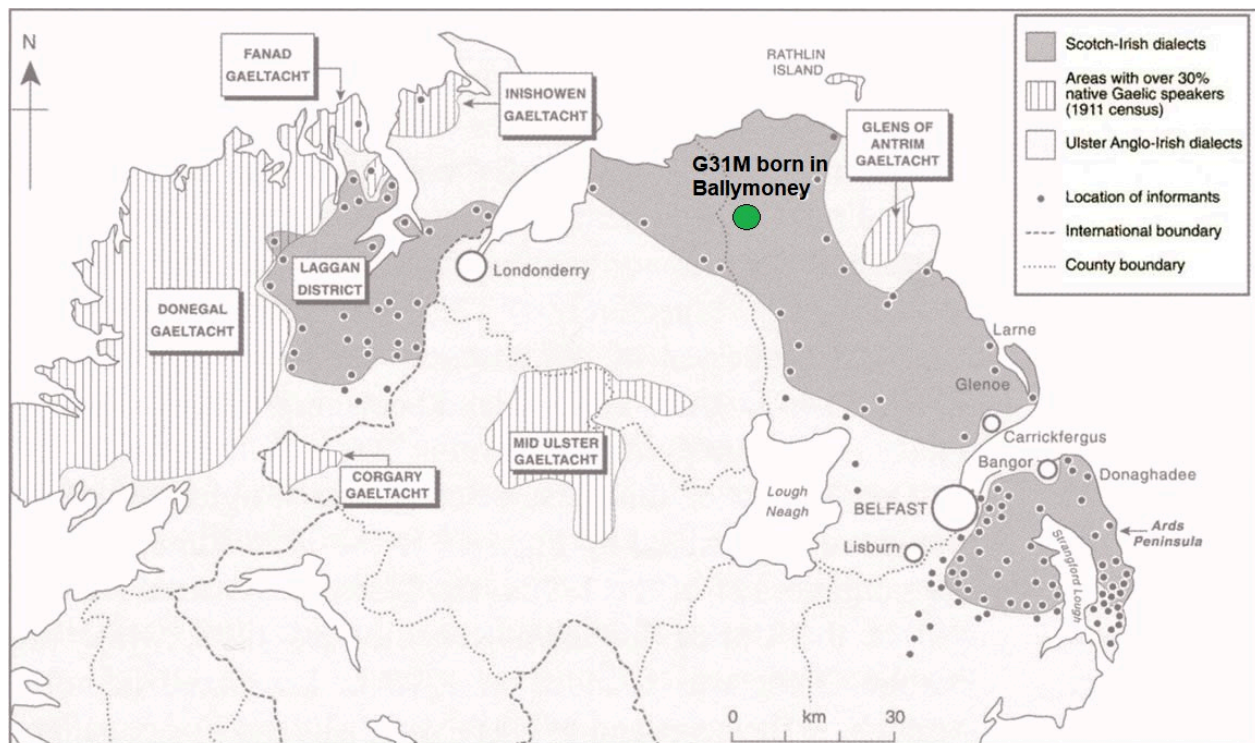 N
FANAD
GAELTACHT
INISHOWEN
GAELTACHT
RATHLIN
ISLAND
GLENS OF
ANTRIM
GAELTACHT
G31M born in
Ballymoney
LAGGAN
DISTRICT
Londonderry
DONEGAL
GAELTACHT
Larne
Glenoe
Carrickfergus
MID ULSTER
GAELTACHT
CORGARY
GAELTACHT
Bangor
Donaghadee
Lough
Neagh
BELFAST
Ards
Peninsula
Lisburn
Strangford Lough
0 km 30
Scotch-Irish dialects
Areas with over 30%
native Gaelic speakers
(1911 census)
Ulster Anglo-Irish dialects
Location of informants
International boundary
County boundary